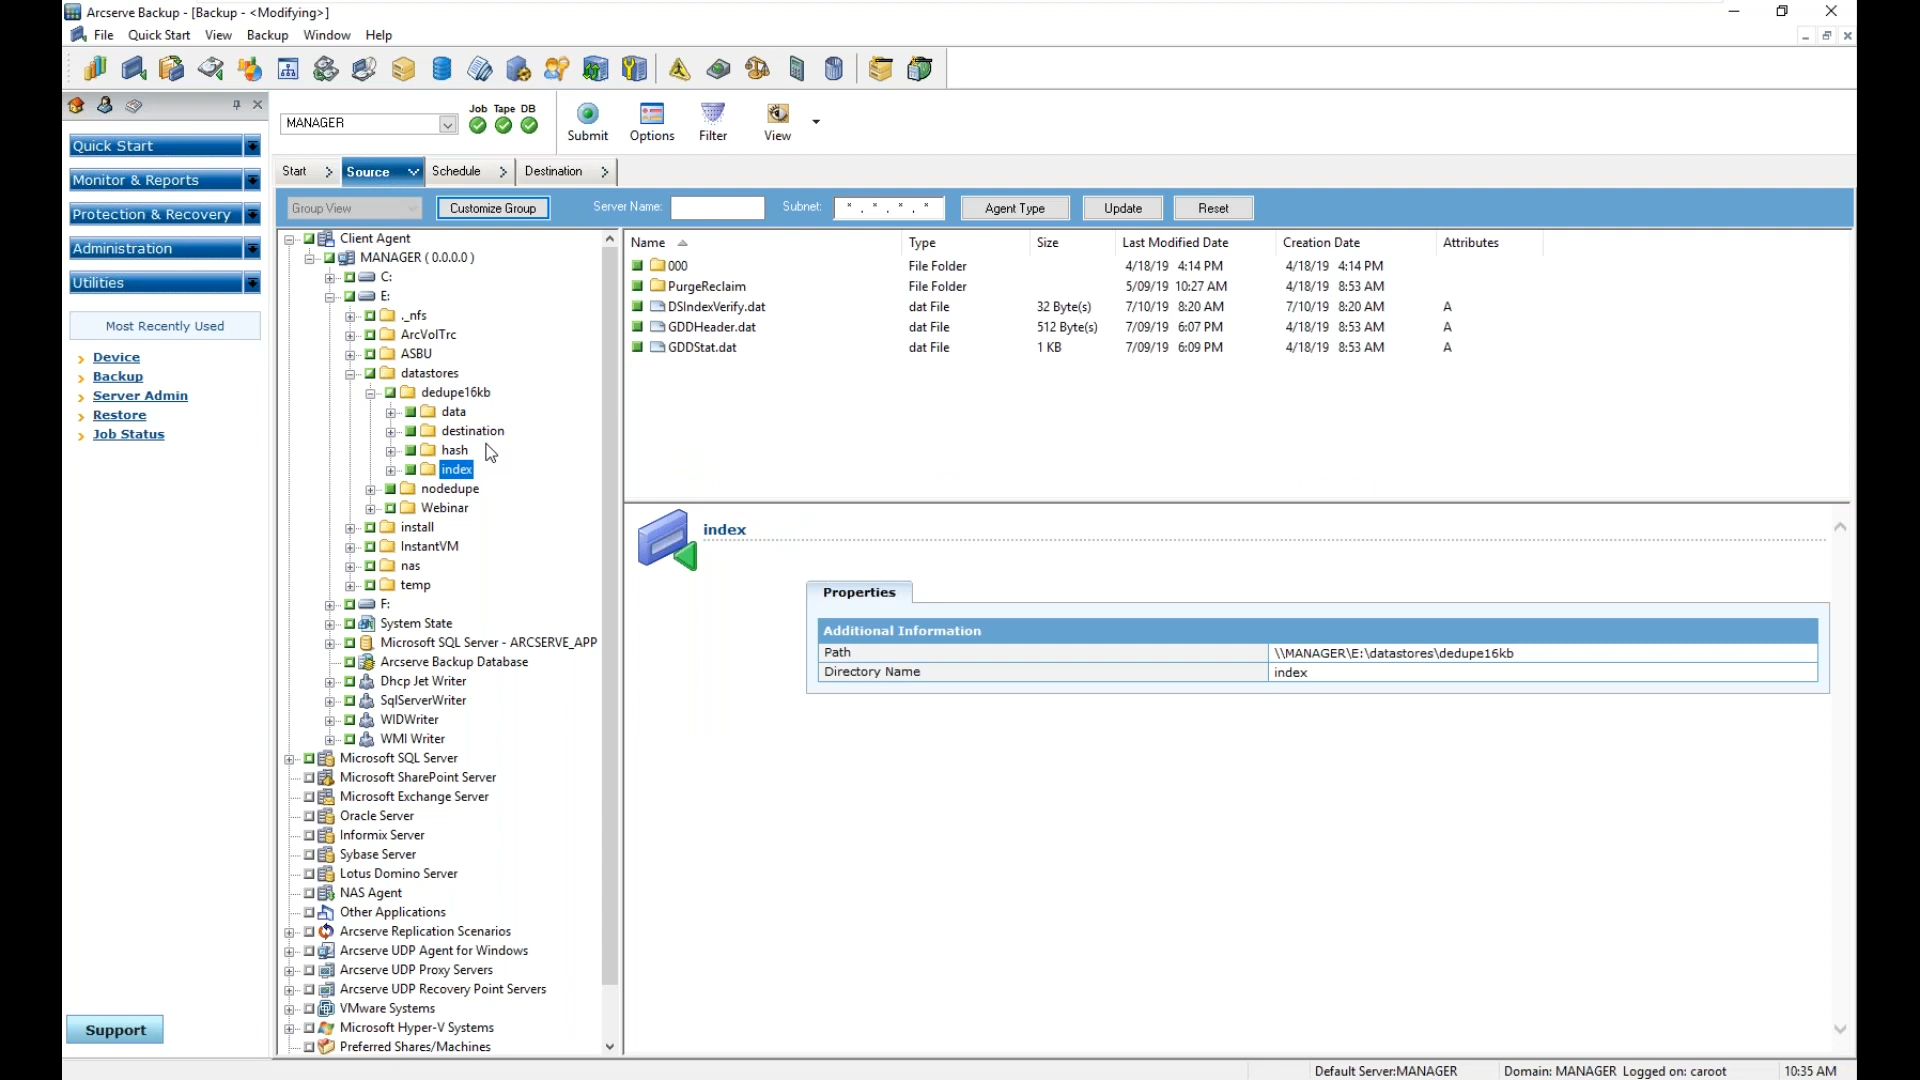 Arcserve Backup - [Backup - <Modifying>]
File Quick Start View Backup Window Help
MANAGER
Job Tape DB
Submit Options Filter View
Start Source Schedule Destination
Group View Customize Group Server Name: Subnet: * . * . * . * Agent Type Update Reset
Quick Start
Monitor & Reports
Protection & Recovery
Administration
Utilities
Most Recently Used
Device
Backup
Server Admin
Restore
Job Status
Support
Client Agent
MANAGER ( 0.0.0.0 )
C:
E:
._nfs
ArcVolTrc
ASBU
datastores
dedupe16kb
data
destination
hash
index
nodedupe
Webinar
install
InstantVM
nas
temp
F:
System State
Microsoft SQL Server - ARCSERVE_APP
Arcserve Backup Database
Dhcp Jet Writer
SqlServerWriter
WIDWriter
WMI Writer
Microsoft SQL Server
Microsoft SharePoint Server
Microsoft Exchange Server
Oracle Server
Informix Server
Sybase Server
Lotus Domino Server
NAS Agent
Other Applications
Arcserve Replication Scenarios
Arcserve UDP Agent for Windows
Arcserve UDP Proxy Servers
Arcserve UDP Recovery Point Servers
VMware Systems
Microsoft Hyper-V Systems
Preferred Shares/Machines
Name Type Size Last Modified Date Creation Date Attributes
000 File Folder 4/18/19 4:14 PM 4/18/19 4:14 PM
PurgeReclaim File Folder 5/09/19 10:27 AM 4/18/19 8:53 AM
DSIndexVerify.dat dat File 32 Byte(s) 7/10/19 8:20 AM 7/10/19 8:20 AM A
GDDHeader.dat dat File 512 Byte(s) 7/09/19 6:07 PM 4/18/19 8:53 AM A
GDDStat.dat dat File 1 KB 7/09/19 6:09 PM 4/18/19 8:53 AM A
index
Properties
Additional Information
Path \\MANAGER\E:\datastores\dedupe16kb
Directory Name index
Default Server:MANAGER Domain: MANAGER Logged on: caroot 10:35 AM